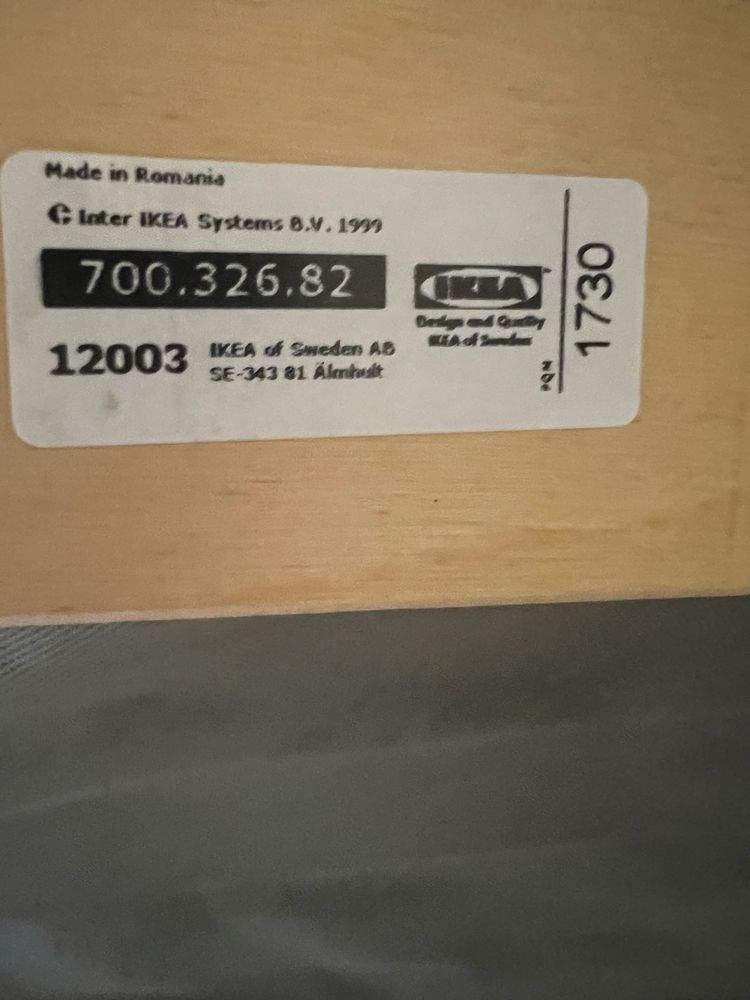 Made in Romania
© Inter IKEA Systems B.V. 1999
700.326.82
12003
IKEA of Sweden AB
SE-343 81 Älmhult
IKEA
Design and Quality
IKEA of Sweden
1730